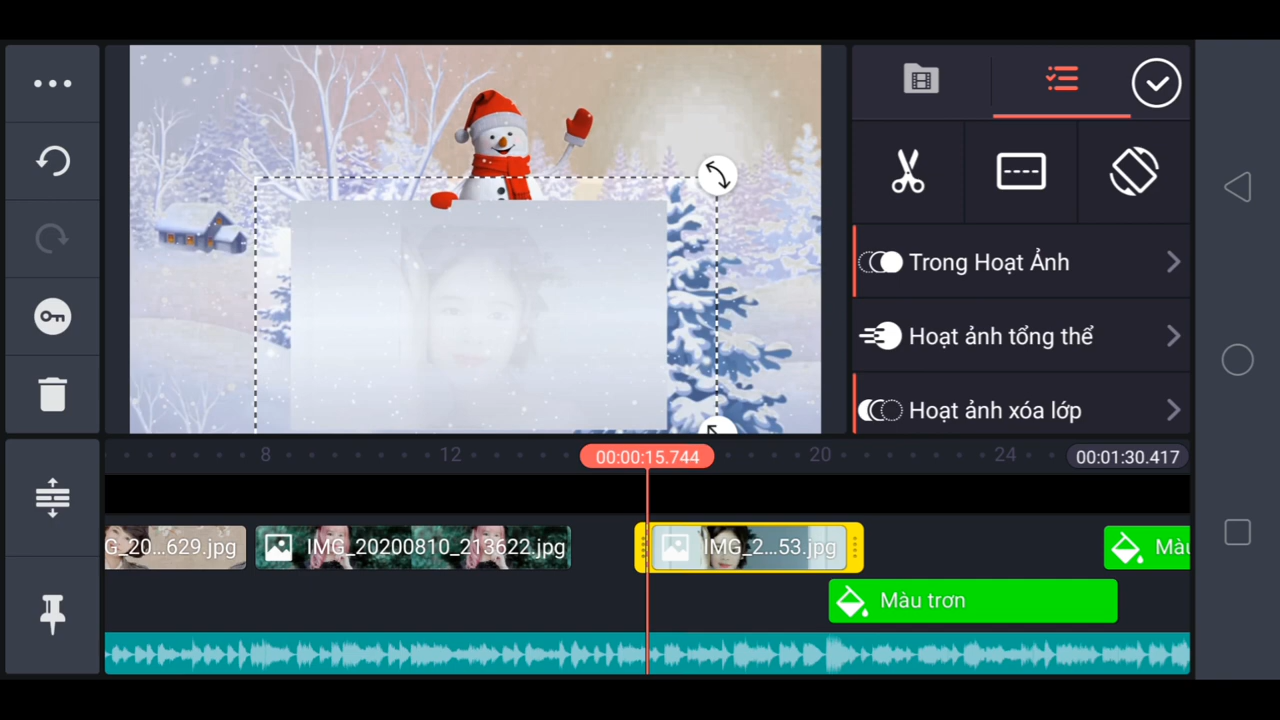 Trong Hoạt Ảnh
Hoạt ảnh tổng thể
Hoạt ảnh xóa lớp
8
12
00:00:15.744
20
24
00:01:30.417
G_20...629.jpg
IMG_20200810_213622.jpg
IMG_2...53.jpg
Màu
Màu trơn